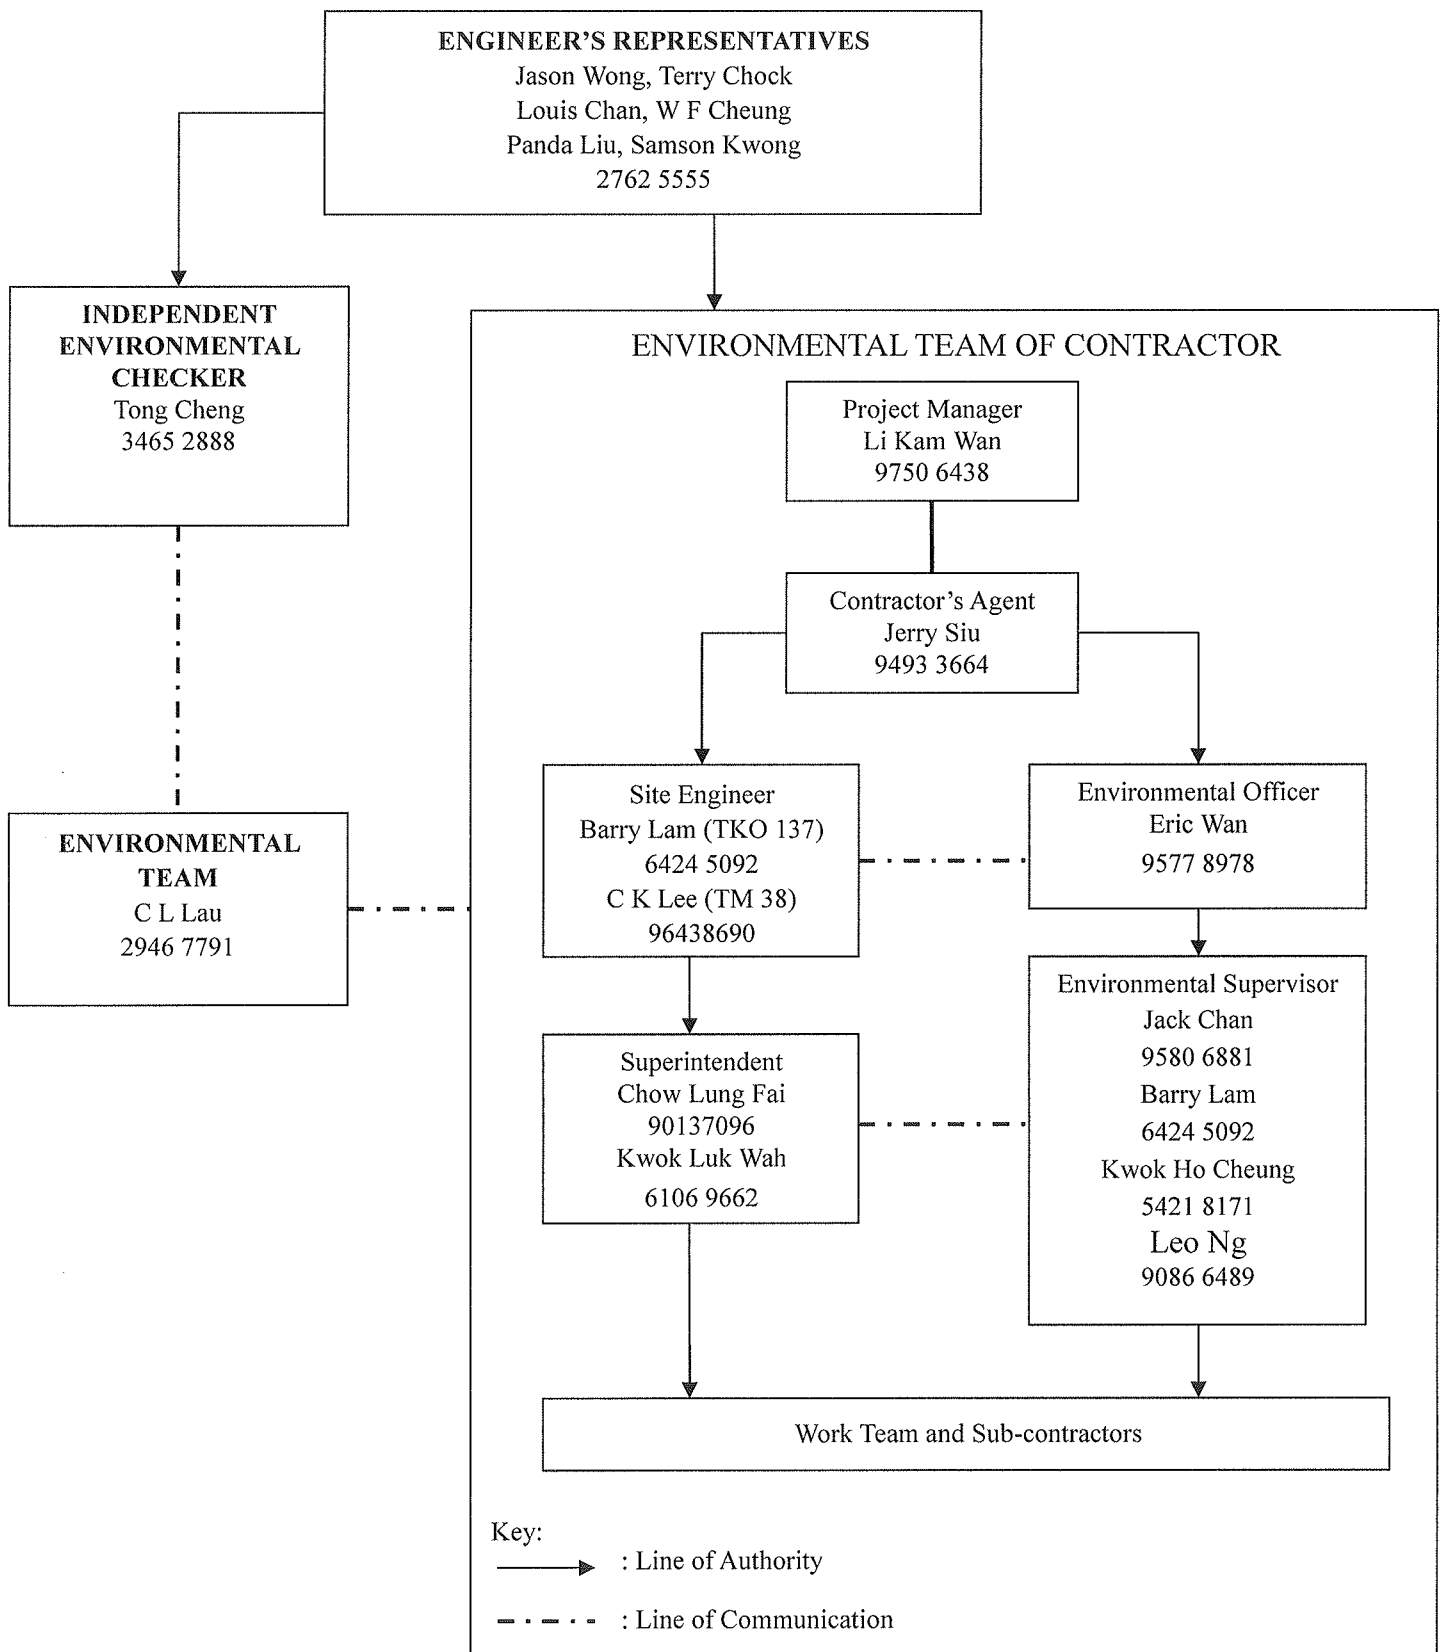 ENGINEER’S REPRESENTATIVES
Jason Wong, Terry Chock
Louis Chan, W F Cheung
Panda Liu, Samson Kwong
2762 5555
INDEPENDENT
ENVIRONMENTAL
CHECKER
Tong Cheng
3465 2888
ENVIRONMENTAL
TEAM
C L Lau
2946 7791
ENVIRONMENTAL TEAM OF CONTRACTOR
Project Manager
Li Kam Wan
9750 6438
Contractor’s Agent
Jerry Siu
9493 3664
Site Engineer
Barry Lam (TKO 137)
6424 5092
C K Lee (TM 38)
96438690
Environmental Officer
Eric Wan
9577 8978
Superintendent
Chow Lung Fai
90137096
Kwok Luk Wah
6106 9662
Environmental Supervisor
Jack Chan
9580 6881
Barry Lam
6424 5092
Kwok Ho Cheung
5421 8171
Leo Ng
9086 6489
Work Team and Sub-contractors
Key:
: Line of Authority
: Line of Communication